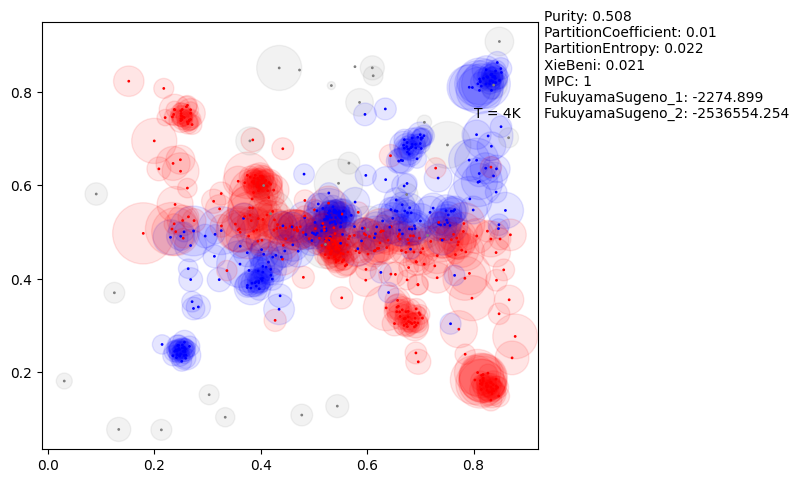 Purity: 0.508
PartitionCoefficient: 0.01
PartitionEntropy: 0.022
XieBeni: 0.021
MPC: 1
FukuyamaSugeno_1: -2274.899
FukuyamaSugeno_2: -2536554.254
T = 4K
0.8
0.6
0.4
0.2
0.0 0.2 0.4 0.6 0.8